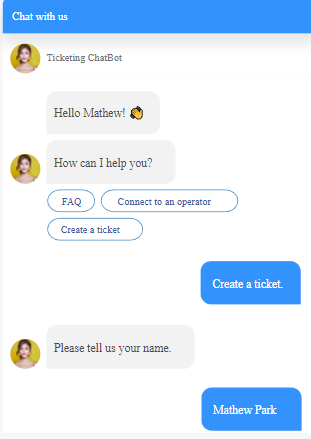 Chat with us
Ticketing ChatBot
Hello Mathew! 👏
How can I help you?
FAQ
Connect to an operator
Create a ticket
Create a ticket.
Please tell us your name.
Mathew Park